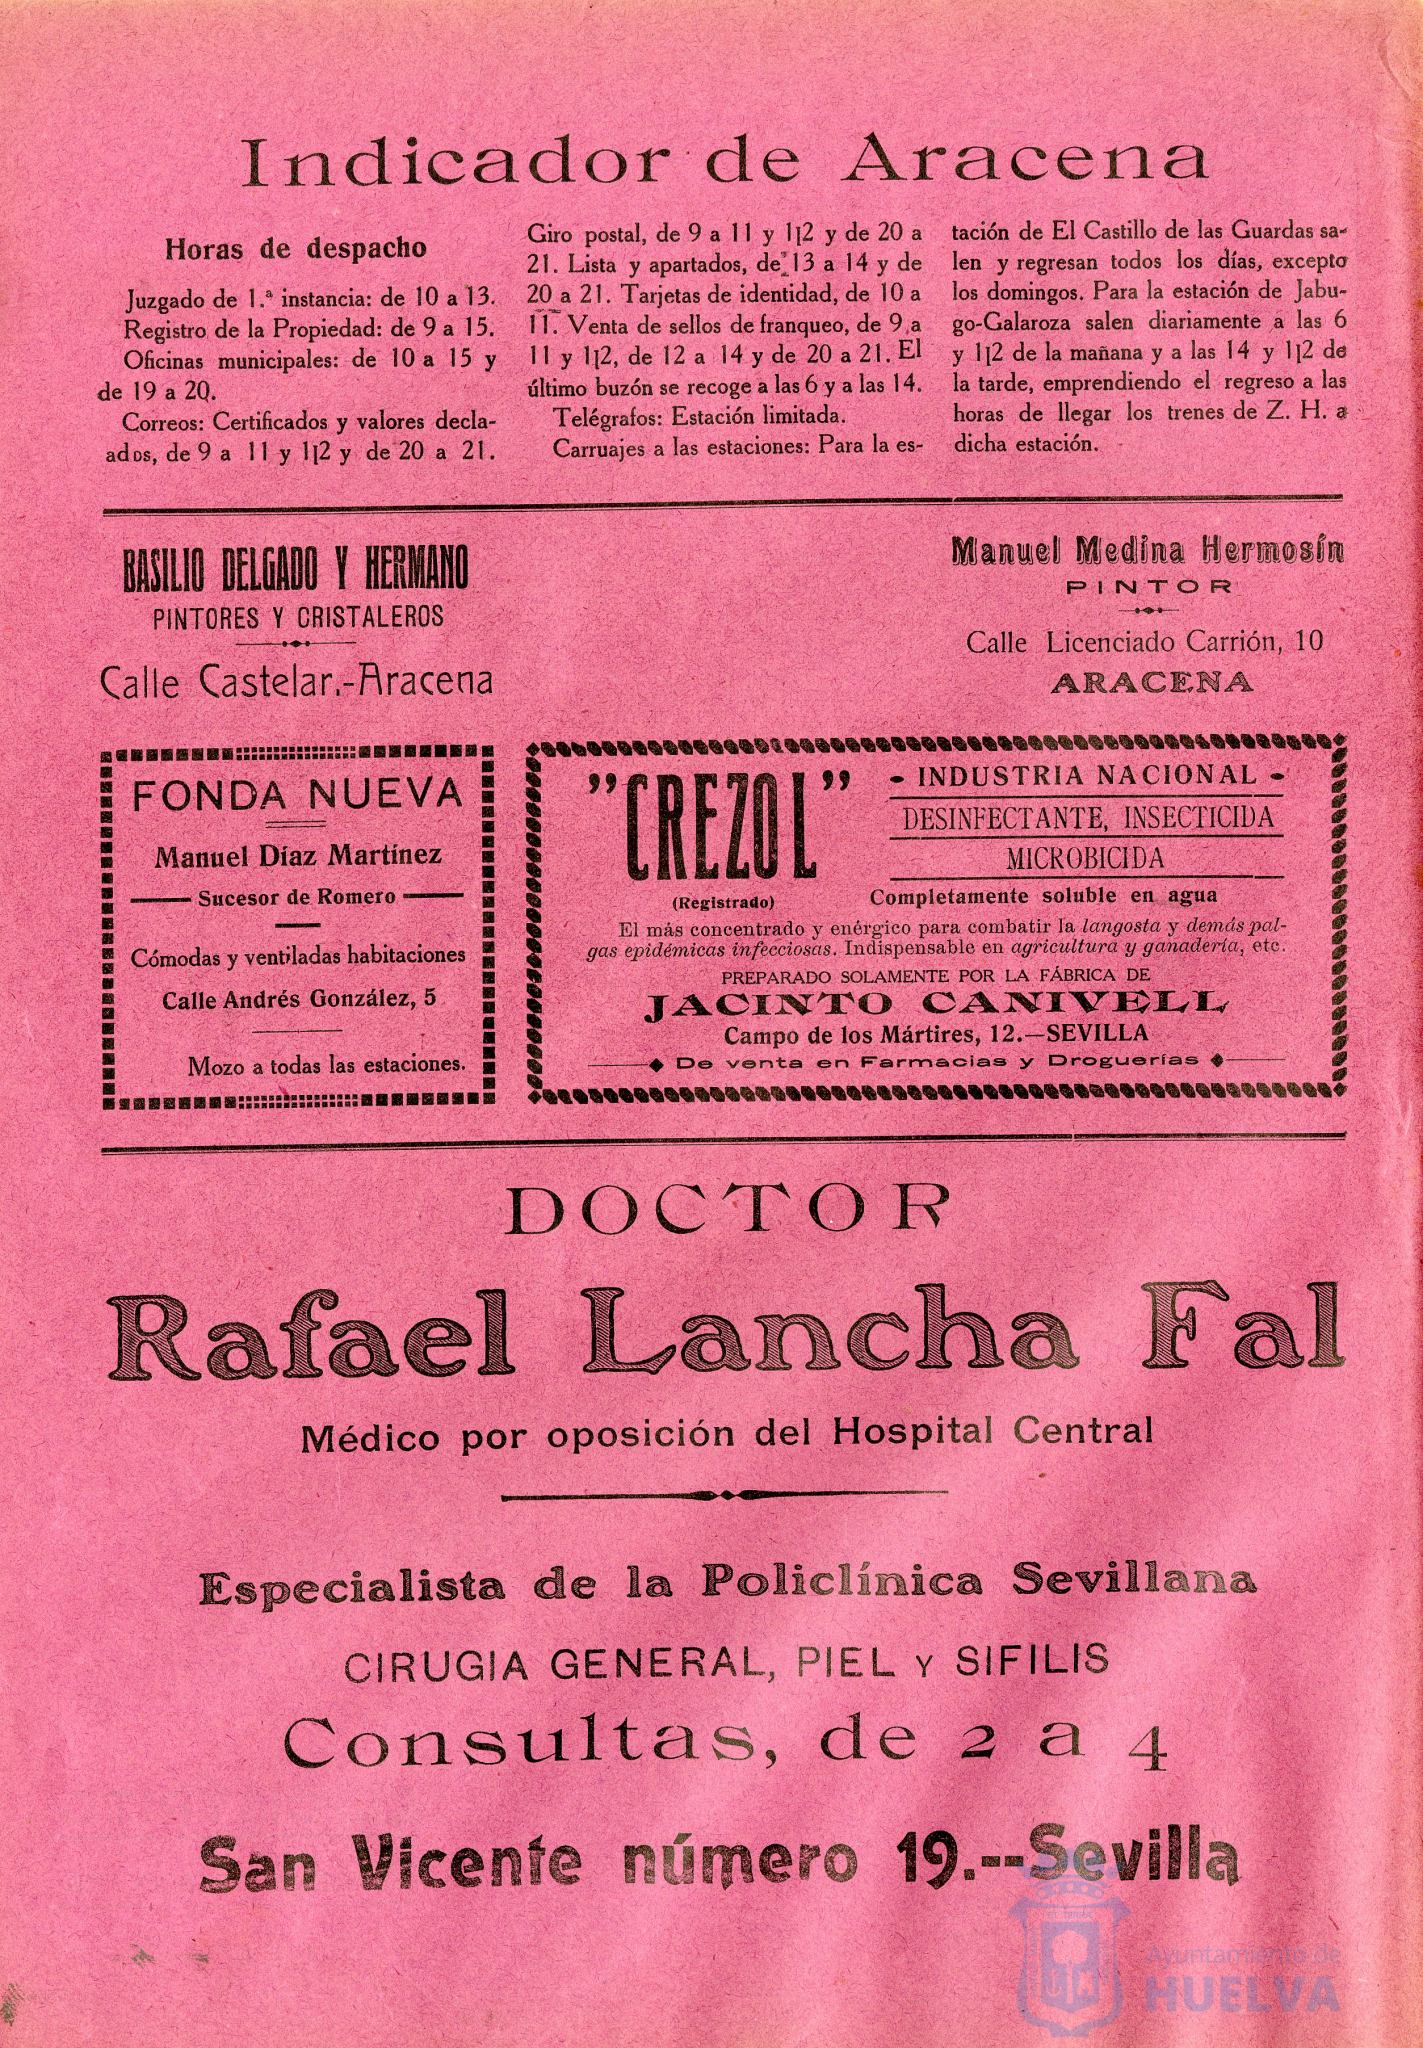 Indicador de Aracena
Horas de despacho
Juzgado de 1.ª instancia: de 10 a 13.
Registro de la Propiedad: de 9 a 15.
Oficinas municipales: de 10 a 15 y
de 19 a 20.
Correos: Certificados y valores decla-
ados, de 9 a 11 y 1|2 y de 20 a 21.
Giro postal, de 9 a 11 y 1|2 y de 20 a
21. Lista y apartados, de 13 a 14 y de
20 a 21. Tarjetas de identidad, de 10 a
11. Venta de sellos de franqueo, de 9 a
11 y 1|2, de 12 a 14 y de 20 a 21. El
último buzón se recoge a las 6 y a las 14.
Telégrafos: Estación limitada.
Carruajes a las estaciones: Para la es-
tación de El Castillo de las Guardas sa-
len y regresan todos los días, excepto
los domingos. Para la estación de Jabu-
go-Galaroza salen diariamente a las 6
y 1|2 de la mañana y a las 14 y 1|2 de
la tarde, emprendiendo el regreso a las
horas de llegar los trenes de Z. H. a
dicha estación.
BASILIO DELGADO Y HERMANO
PINTORES Y CRISTALEROS
Calle Castelar.-Aracena
Manuel Medina Hermosín
PINTOR
Calle Licenciado Carrión, 10
ARACENA
FONDA NUEVA
Manuel Díaz Martínez
Sucesor de Romero
Cómodas y ventiladas habitaciones
Calle Andrés González, 5
Mozo a todas las estaciones.
"CREZOL"
(Registrado)
- INDUSTRIA NACIONAL -
DESINFECTANTE, INSECTICIDA
MICROBICIDA
Completamente soluble en agua
El más concentrado y enérgico para combatir la langosta y demás pal-
gas epidémicas infecciosas. Indispensable en agricultura y ganadería, etc.
PREPARADO SOLAMENTE POR LA FÁBRICA DE
JACINTO CANIVELL
Campo de los Mártires, 12.—SEVILLA
De venta en Farmacias y Droguerías
DOCTOR
Rafael Lancha Fal
Médico por oposición del Hospital Central
Especialista de la Policlínica Sevillana
CIRUGIA GENERAL, PIEL Y SIFILIS
Consultas, de 2 a 4
San Vicente número 19.--Sevilla
Ayuntamiento de
HUELVA